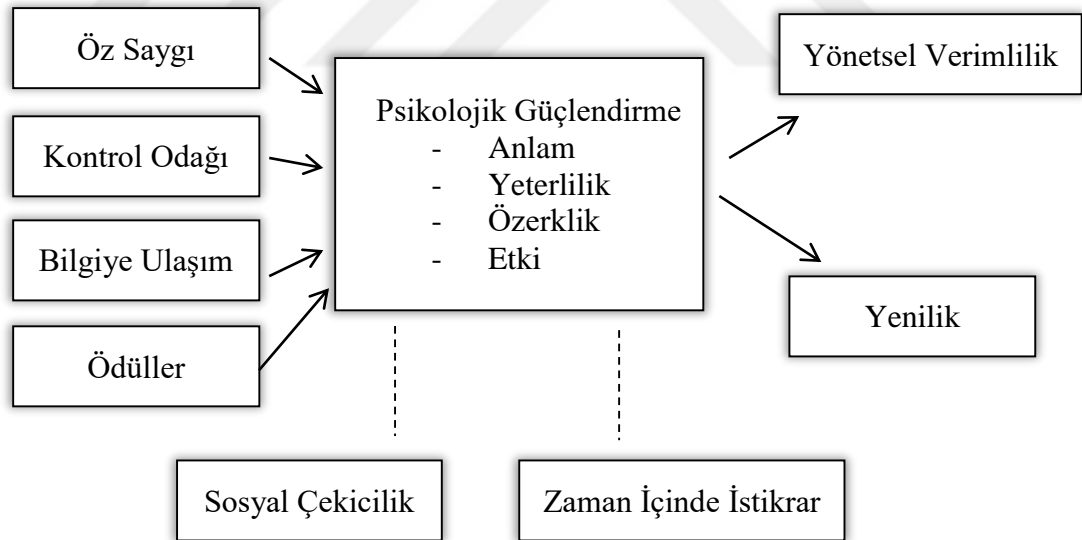 Öz Saygı
Kontrol Odağı
Bilgiye Ulaşım
Ödüller
Psikolojik Güçlendirme
- Anlam
- Yeterlilik
- Özerklik
- Etki
Yönetsel Verimlilik
Yenilik
Sosyal Çekicilik
Zaman İçinde İstikrar